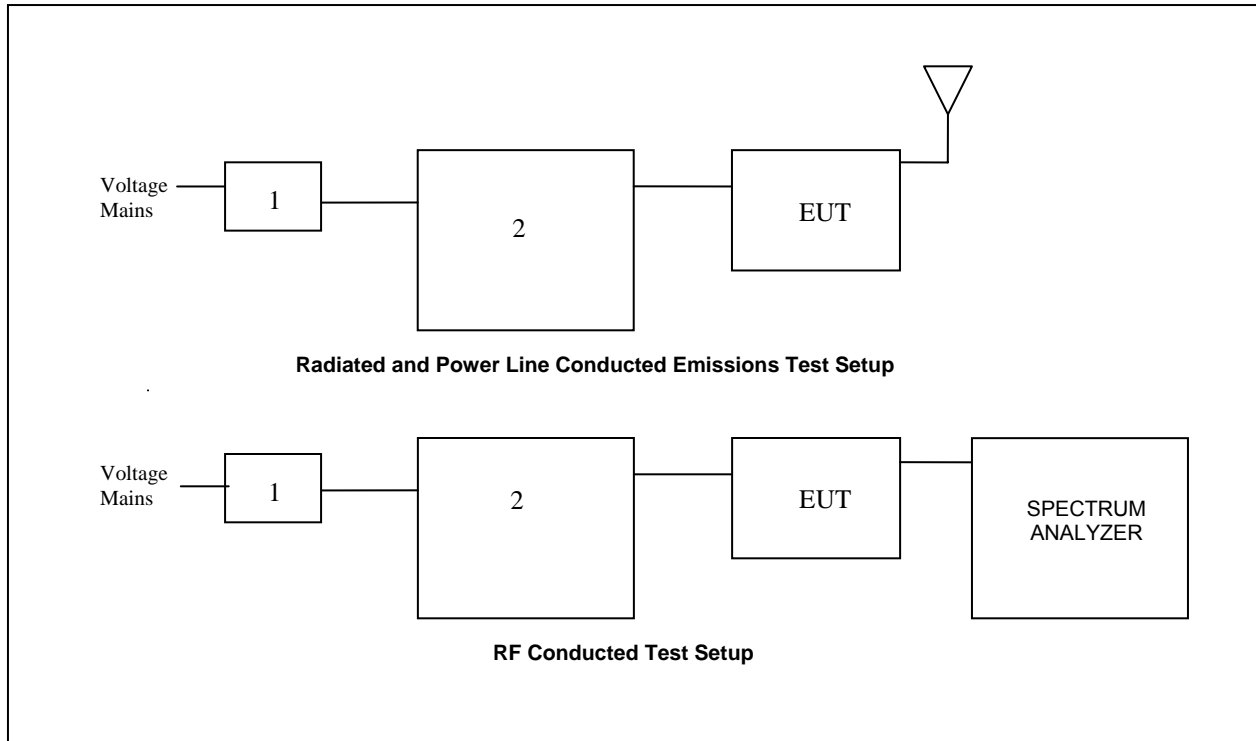 Voltage
Mains
1
2
EUT
Radiated and Power Line Conducted Emissions Test Setup
Voltage
Mains
1
2
EUT
SPECTRUM
ANALYZER
RF Conducted Test Setup